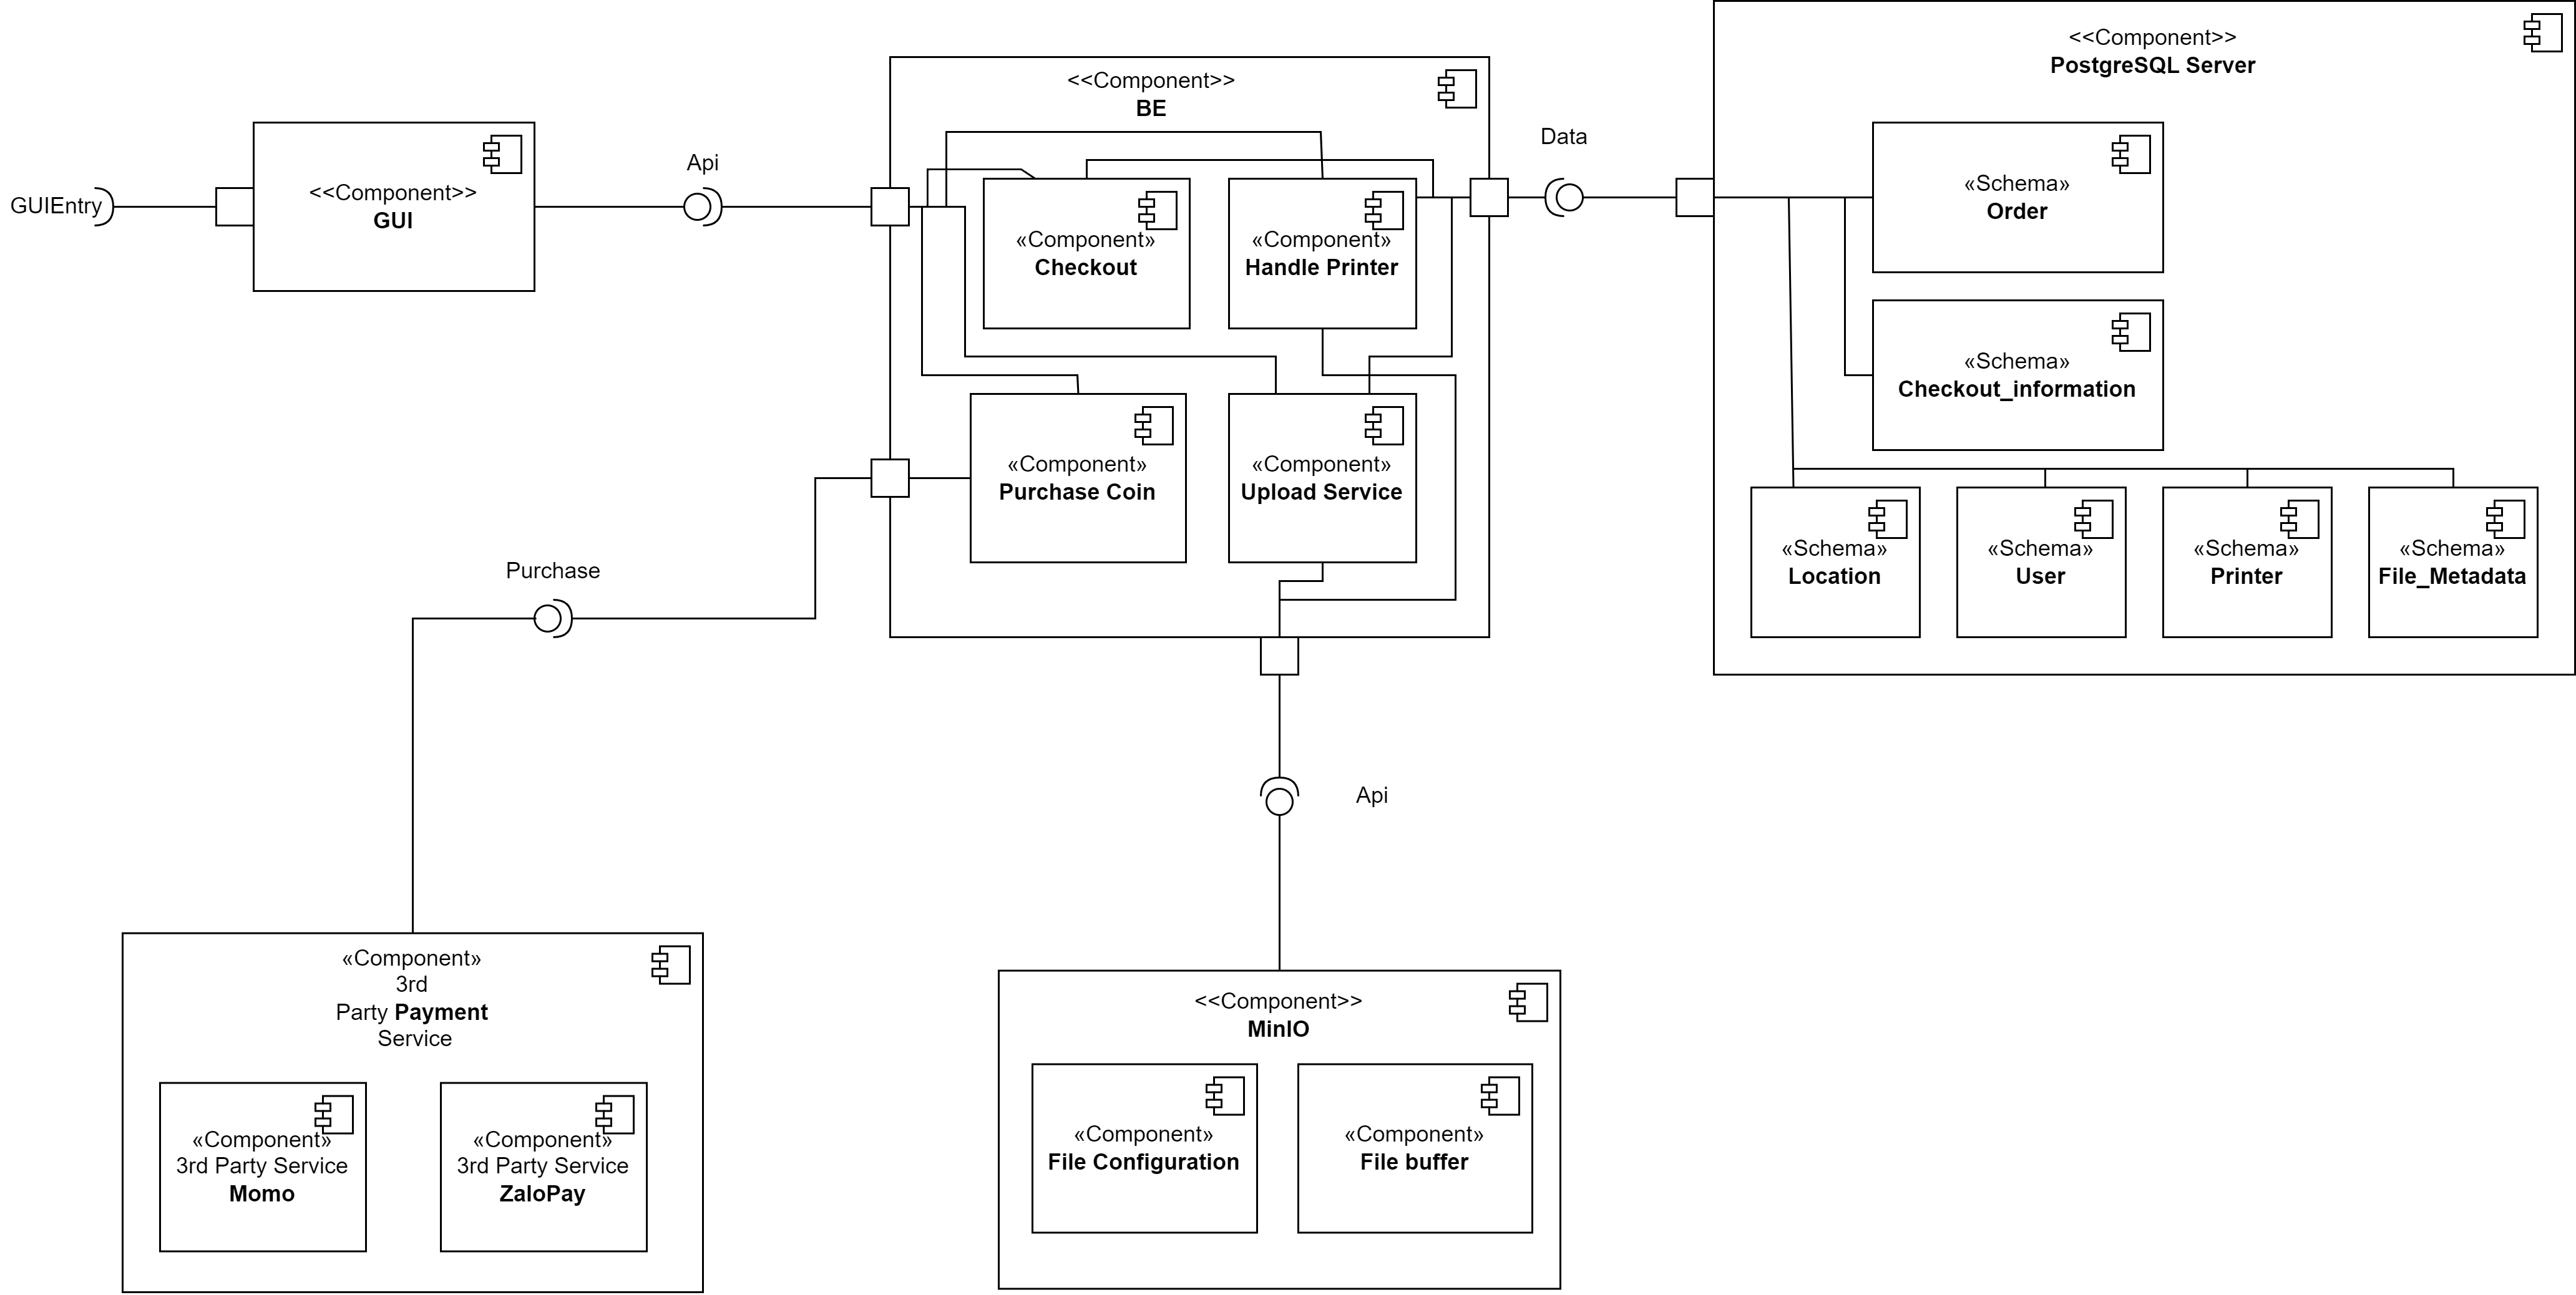 GUIEntry
<<Component>>
GUI
Api
<<Component>>
BE
«Component»
Checkout
«Component»
Handle Printer
«Component»
Purchase Coin
«Component»
Upload Service
Data
<<Component>>
PostgreSQL Server
«Schema»
Order
«Schema»
Checkout_information
«Schema»
Location
«Schema»
User
«Schema»
Printer
«Schema»
File_Metadata
Purchase
Api
«Component»
3rd
Party Payment
Service
«Component»
3rd Party Service
Momo
«Component»
3rd Party Service
ZaloPay
<<Component>>
MinIO
«Component»
File Configuration
«Component»
File buffer